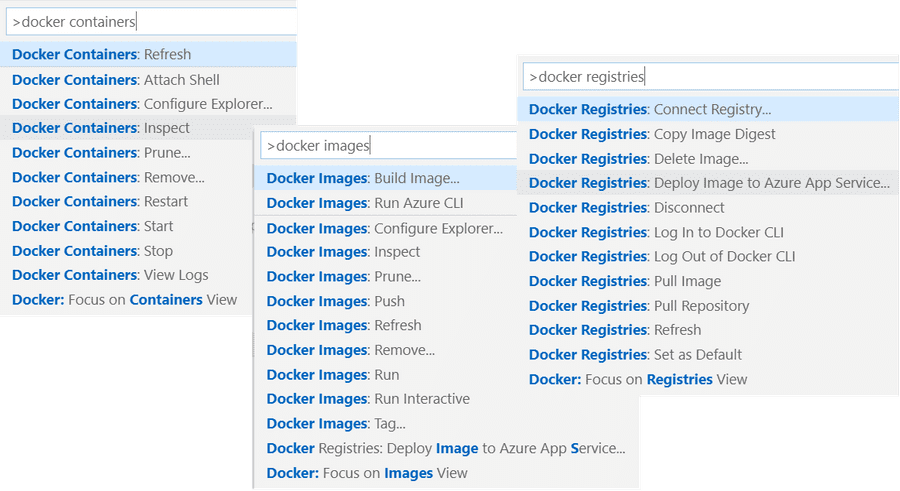 >docker containers
Docker Containers: Refresh
Docker Containers: Attach Shell
Docker Containers: Configure Explorer...
Docker Containers: Inspect
Docker Containers: Prune...
Docker Containers: Remove...
Docker Containers: Restart
Docker Containers: Start
Docker Containers: Stop
Docker Containers: View Logs
Docker: Focus on Containers View
>docker images
Docker Images: Build Image...
Docker Images: Run Azure CLI
Docker Images: Configure Explorer...
Docker Images: Inspect
Docker Images: Prune...
Docker Images: Push
Docker Images: Refresh
Docker Images: Remove...
Docker Images: Run
Docker Images: Run Interactive
Docker Images: Tag...
Docker Registries: Deploy Image to Azure App Service...
Docker: Focus on Images View
>docker registries
Docker Registries: Connect Registry...
Docker Registries: Copy Image Digest
Docker Registries: Delete Image...
Docker Registries: Deploy Image to Azure App Service...
Docker Registries: Disconnect
Docker Registries: Log In to Docker CLI
Docker Registries: Log Out of Docker CLI
Docker Registries: Pull Image
Docker Registries: Pull Repository
Docker Registries: Refresh
Docker Registries: Set as Default
Docker: Focus on Registries View